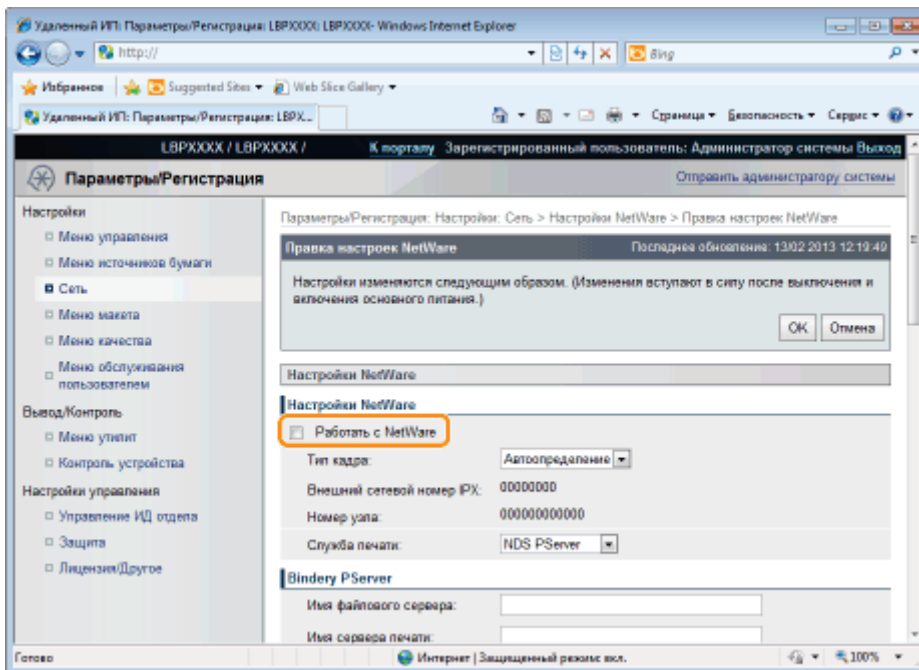 Удаленный ИП: Параметры/Регистрация: LBPXXXX: LBPXXXX- Windows Internet Explorer
http://
Bing
Избранное Suggested Sites Web Slice Gallery
Удаленный ИП: Параметры/Регистрация: LBPX...
Страница Безопасность Сервис
LBPXXXX / LBPXXXX / К порталу Зарегистрированный пользователь: Администратор системы Выход
Параметры/Регистрация
Отправить администратору системы
Настройки
Меню управления
Меню источников бумаги
Сеть
Меню макета
Меню качества
Меню обслуживания
пользователем
Вывод/Контроль
Меню утилит
Контроль устройства
Настройки управления
Управление ИД отдела
Защита
Лицензия/Другое
Параметры/Регистрация: Настройки: Сеть > Настройки NetWare > Правка настроек NetWare
Правка настроек NetWare Последнее обновление: 13/02 2013 12:19:49
Настройки изменяются следующим образом. (Изменения вступают в силу после выключения и
включения основного питания.)
OK Отмена
Настройки NetWare
Настройки NetWare
Работать с NetWare
Тип кадра: Автоопределение
Внешний сетевой номер IPX: 00000000
Номер узла: 000000000000
Служба печати: NDS PServer
Bindery PServer
Имя файлового сервера:
Имя сервера печати:
Готово Интернет | Защищенный режим: вкл. 100%